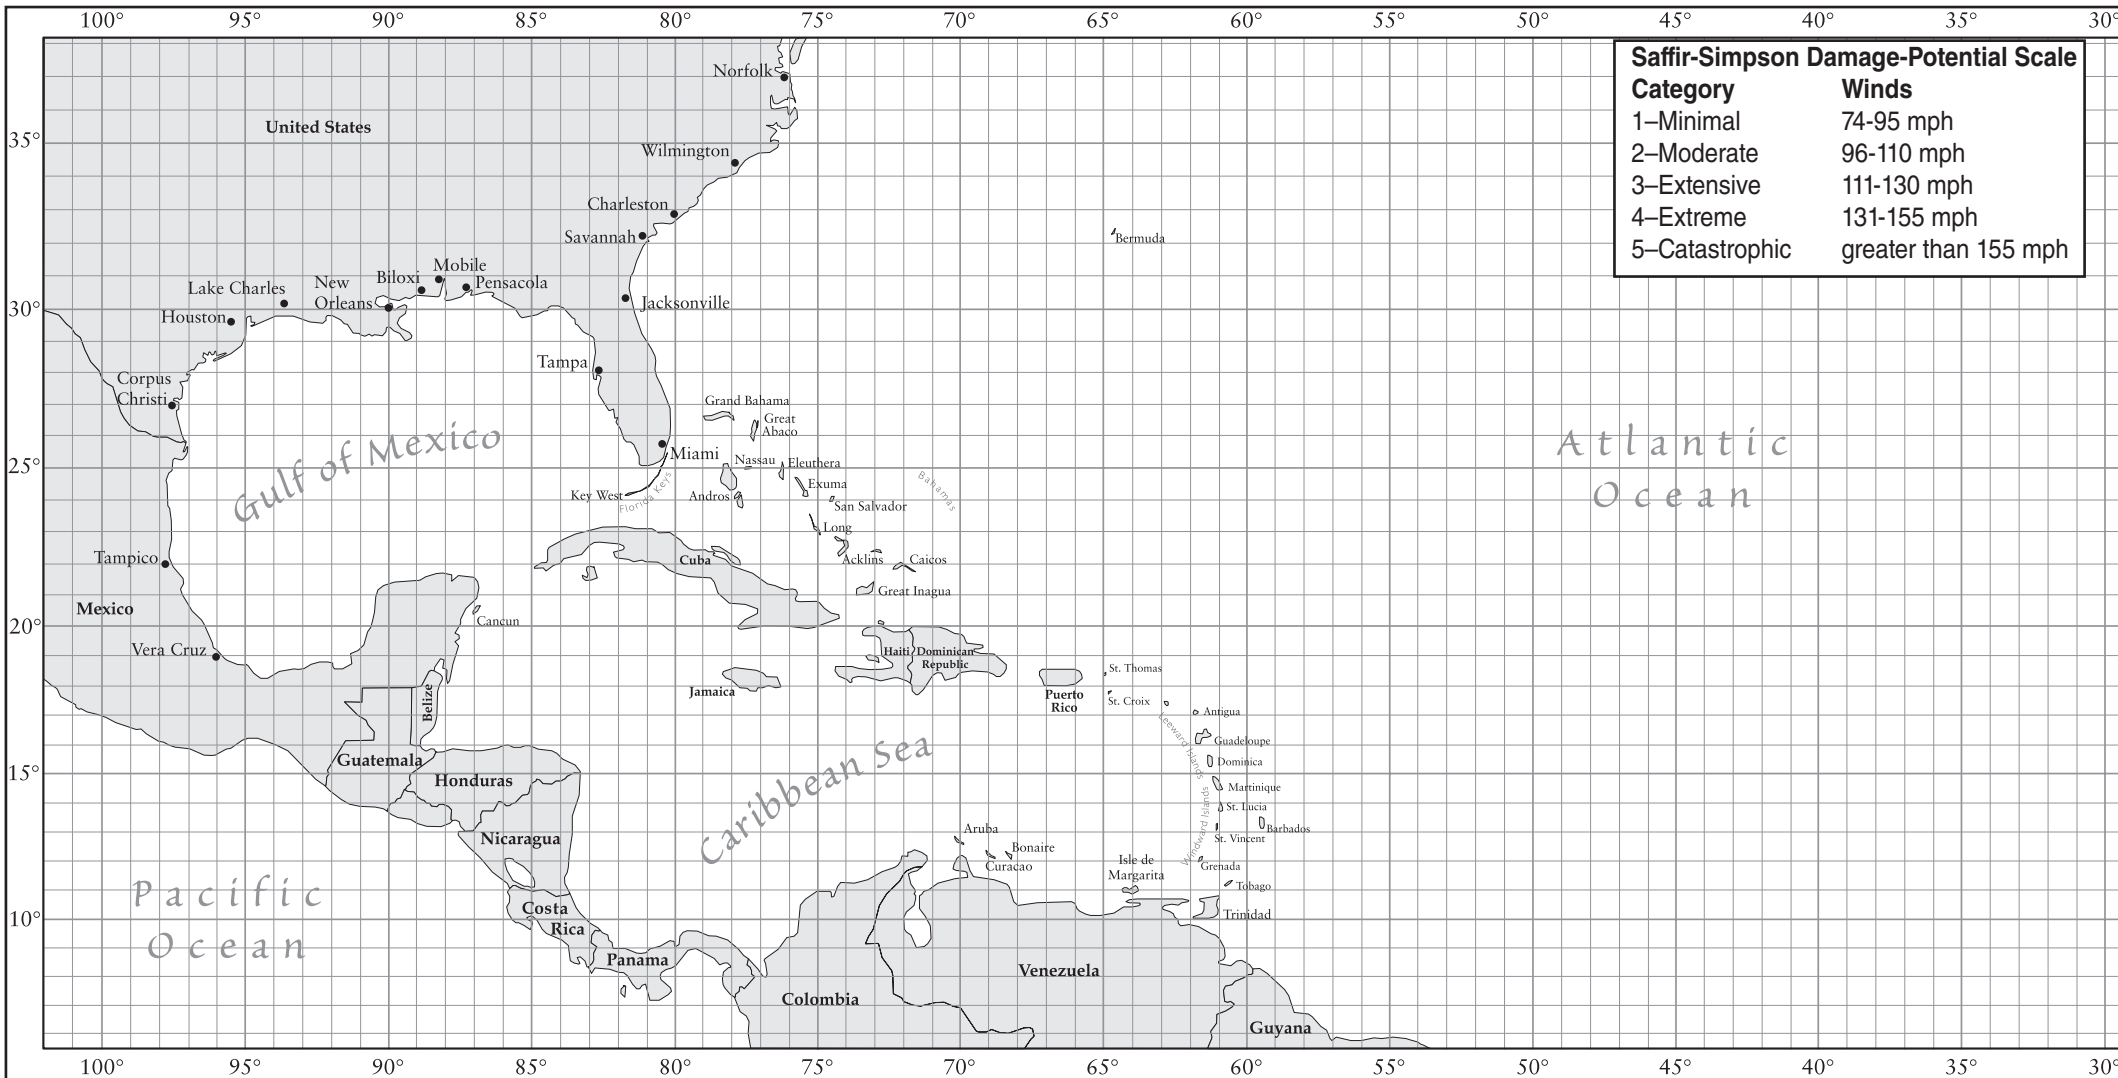 100° 95° 90° 85° 80° 75° 70° 65° 60° 55° 50° 45° 40° 35° 30°
Saffir-Simpson Damage-Potential Scale
Category Winds
1–Minimal 74-95 mph
2–Moderate 96-110 mph
3–Extensive 111-130 mph
4–Extreme 131-155 mph
5–Catastrophic greater than 155 mph
Norfolk
United States
35°
Wilmington
Charleston
Savannah
Bermuda
Mobile
Biloxi
Pensacola
New
Orleans
Lake Charles
Jacksonville
30°
Houston
Tampa
Corpus
Christi
Grand Bahama
Great
Abaco
Gulf of Mexico
Atlantic
Ocean
25°
Miami
Nassau
Eleuthera
Key West
Florida Keys
Andros
Exuma
Bahamas
San Salvador
Long
Tampico
Cuba
Acklins
Caicos
Great Inagua
Mexico
Cancun
20°
Vera Cruz
Haiti
Dominican
Republic
St. Thomas
Jamaica
Puerto
Rico
St. Croix
Belize
Antigua
Leeward Islands
Guadeloupe
Guatemala
Dominica
15°
Honduras
Caribbean Sea
Martinique
St. Lucia
Windward Islands
Barbados
Nicaragua
St. Vincent
Aruba
Bonaire
Curacao
Isle de
Margarita
Grenada
Tobago
Pacific
Ocean
Costa
Rica
10°
Trinidad
Panama
Venezuela
Colombia
Guyana
100° 95° 90° 85° 80° 75° 70° 65° 60° 55° 50° 45° 40° 35° 30°